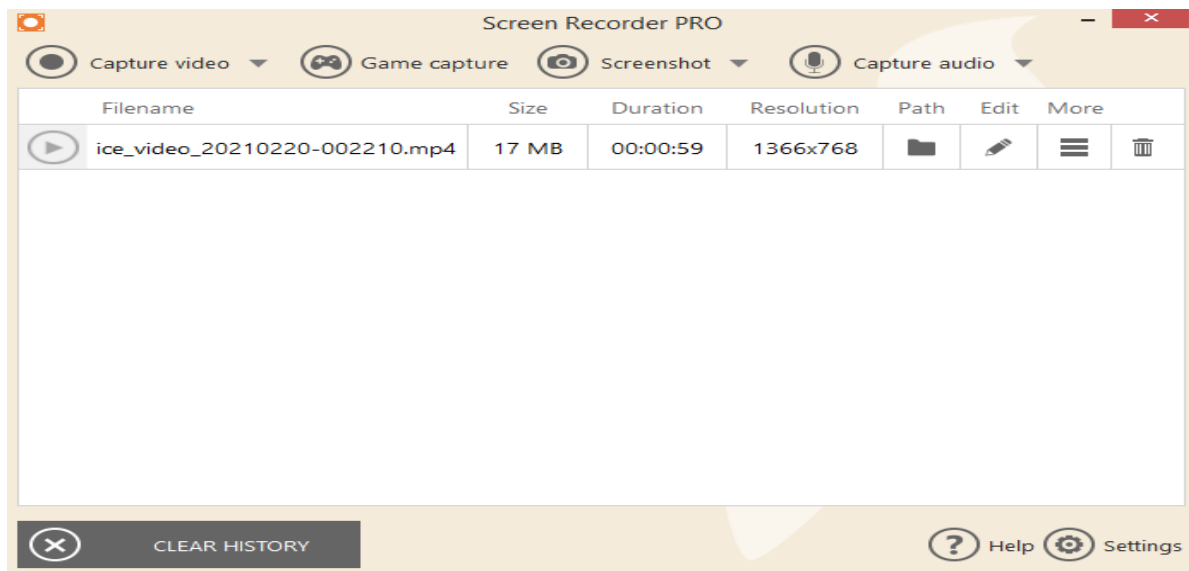 Screen Recorder PRO
Capture video Game capture Screenshot Capture audio
Filename Size Duration Resolution Path Edit More
ice_video_20210220-002210.mp4 17 MB 00:00:59 1366x768
CLEAR HISTORY ? Help Settings